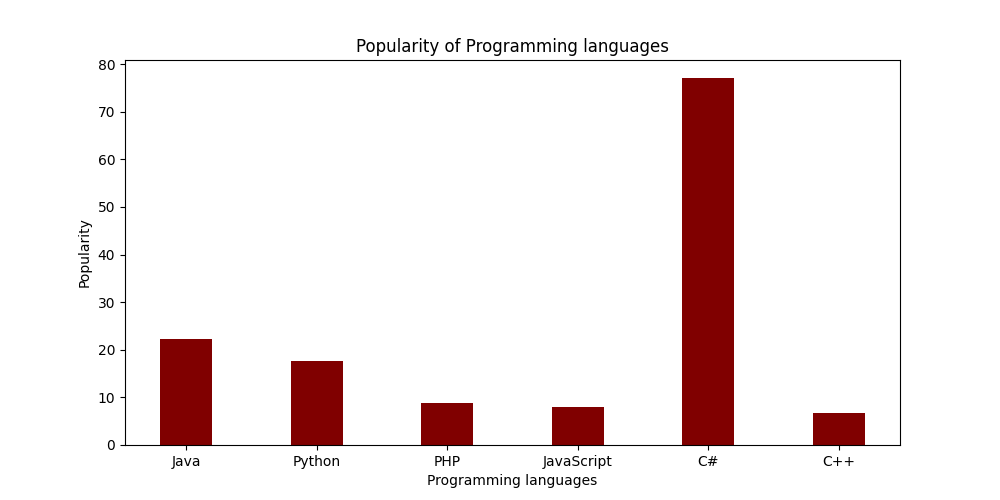 Popularity of Programming languages
80
70
60
50
40
30
20
10
0
Popularity
Java Python PHP JavaScript C# C++
Programming languages